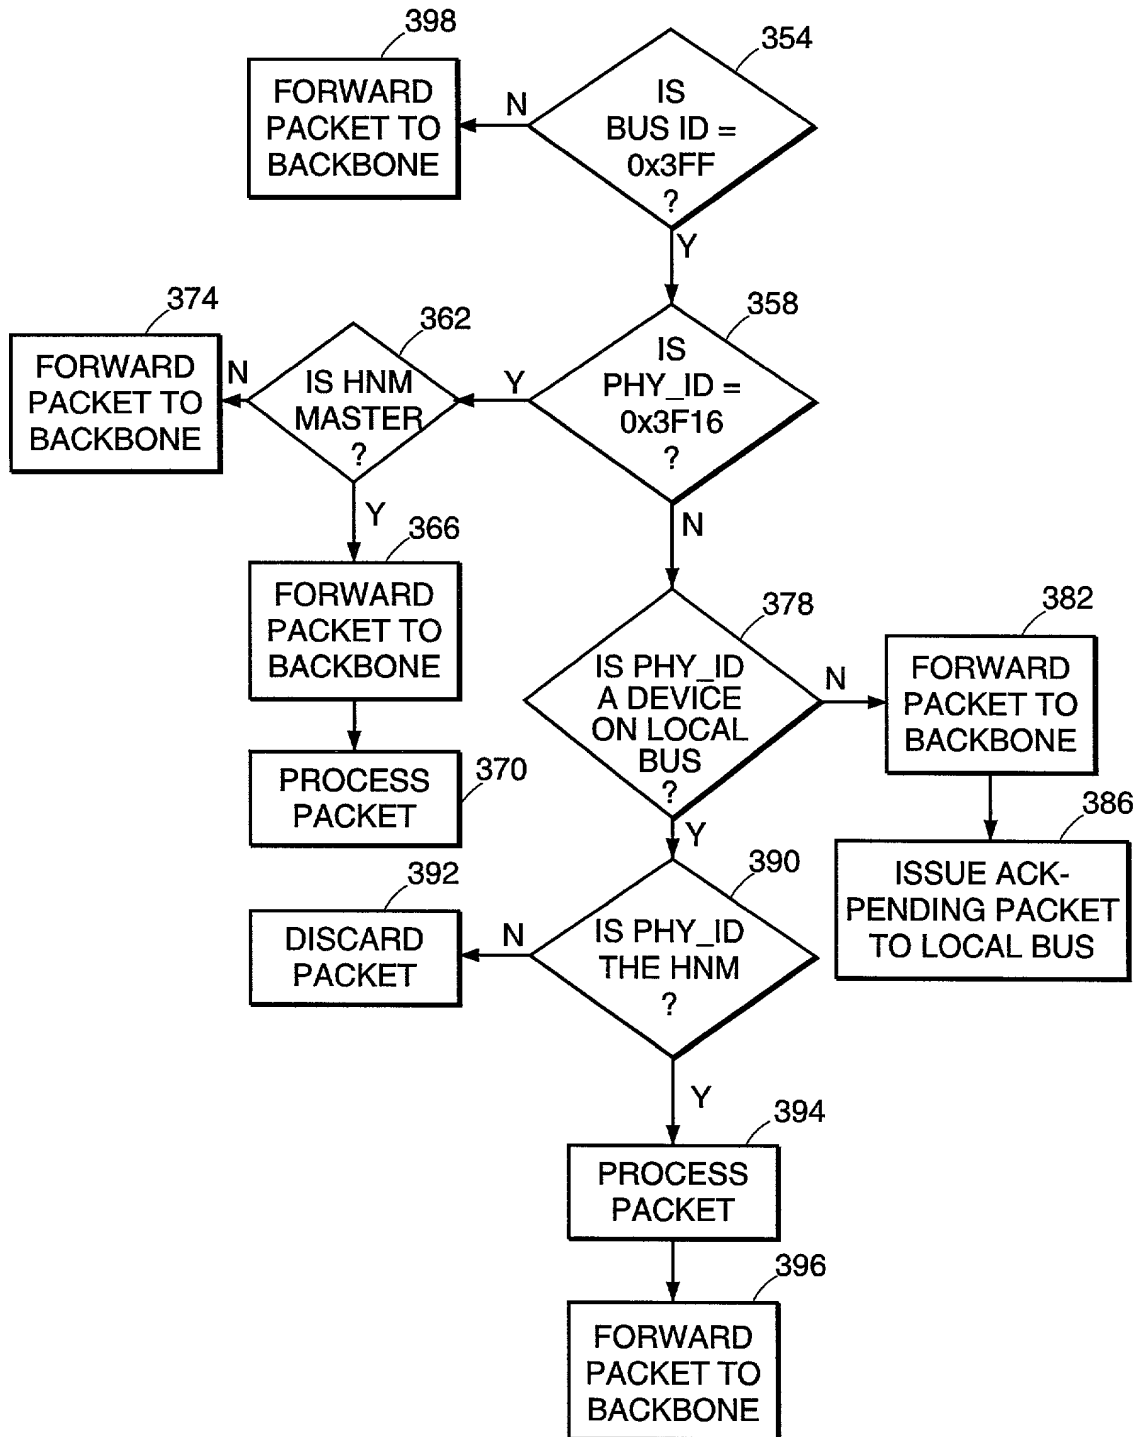 398
FORWARD
PACKET TO
BACKBONE
N
354
IS
BUS ID =
0x3FF
?
Y
374
FORWARD
PACKET TO
BACKBONE
N
362
IS HNM
MASTER
?
Y
358
IS
PHY_ID =
0x3F16
?
Y
N
366
FORWARD
PACKET TO
BACKBONE
370
PROCESS
PACKET
378
IS PHY_ID
A DEVICE
ON LOCAL
BUS
?
N
Y
382
FORWARD
PACKET TO
BACKBONE
386
ISSUE ACK-
PENDING PACKET
TO LOCAL BUS
392
DISCARD
PACKET
N
390
IS PHY_ID
THE HNM
?
Y
394
PROCESS
PACKET
396
FORWARD
PACKET TO
BACKBONE